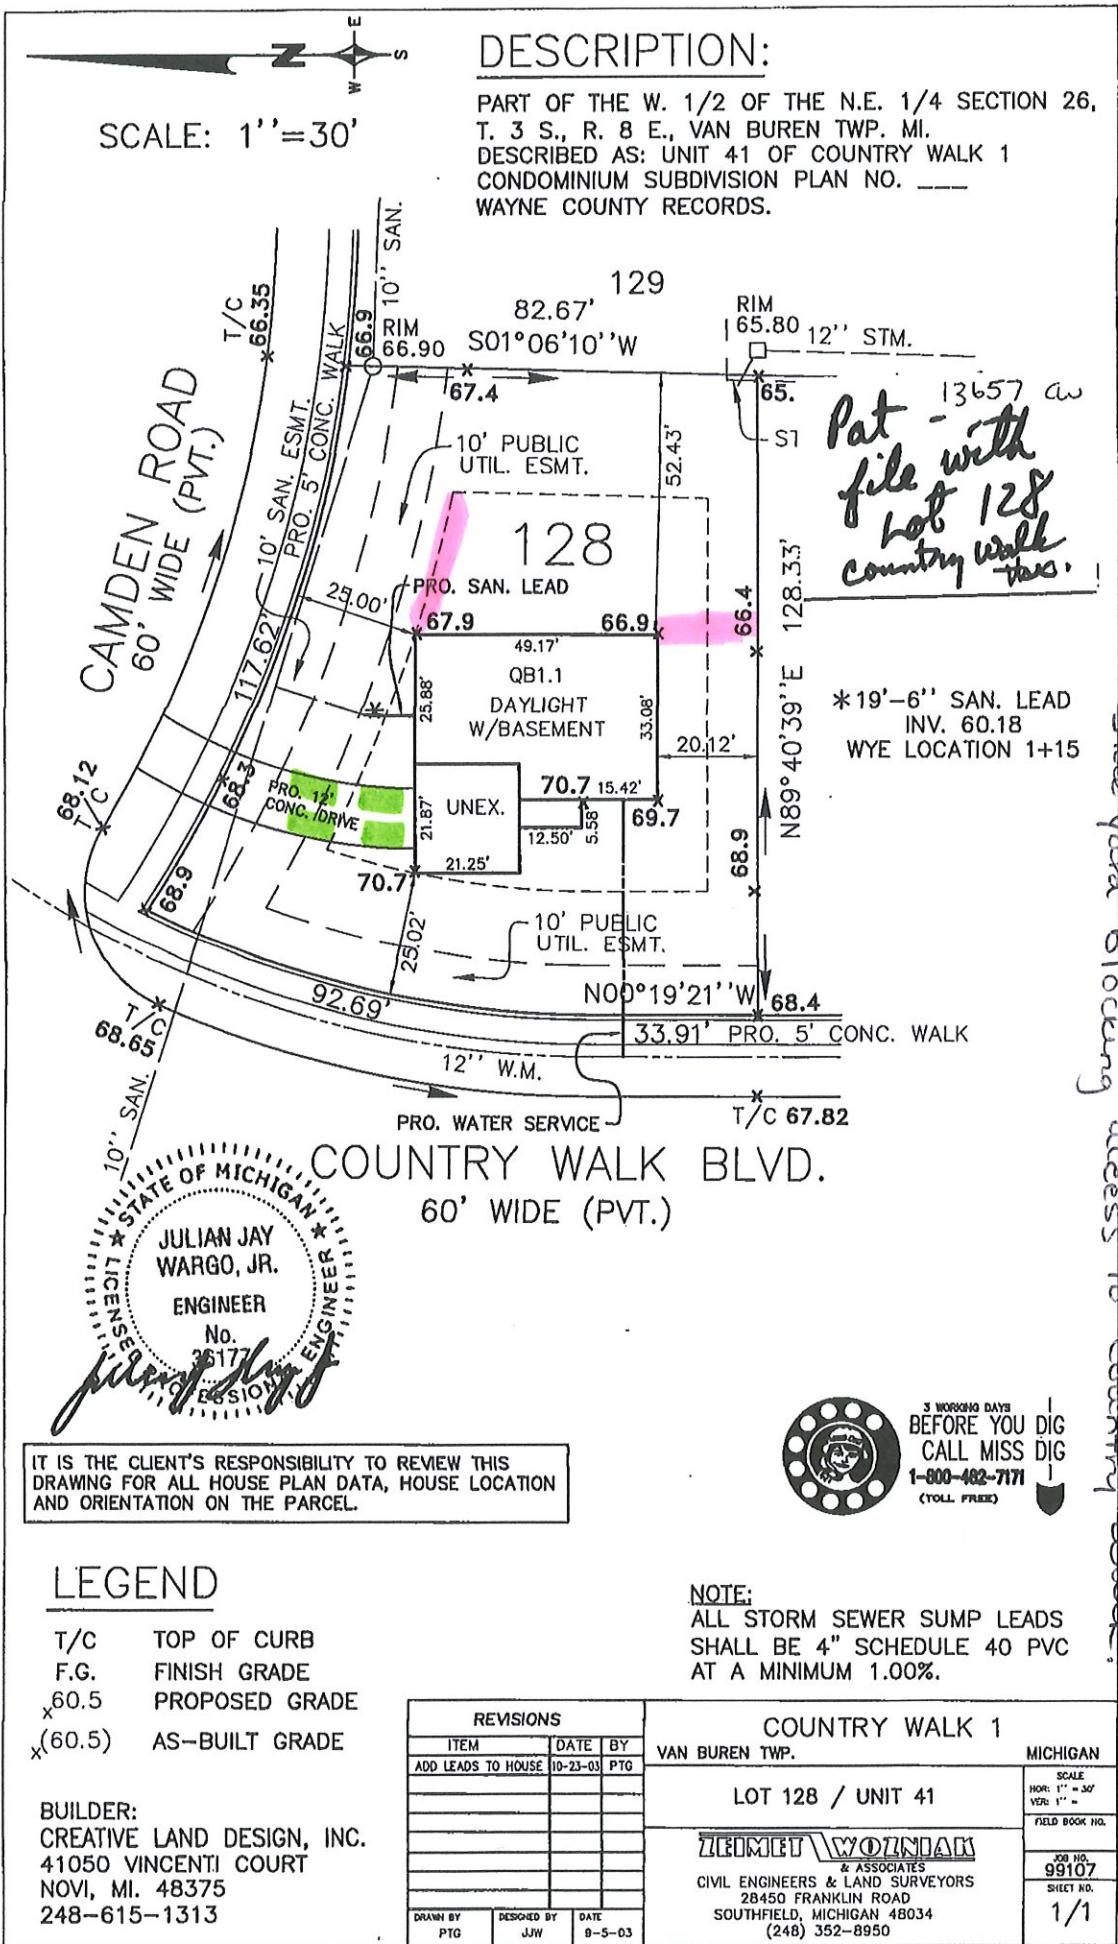 N
E
S
W
SCALE: 1''=30'
DESCRIPTION:
PART OF THE W. 1/2 OF THE N.E. 1/4 SECTION 26,
T. 3 S., R. 8 E., VAN BUREN TWP. MI.
DESCRIBED AS: UNIT 41 OF COUNTRY WALK 1
CONDOMINIUM SUBDIVISION PLAN NO. ___
WAYNE COUNTY RECORDS.
129
82.67'
S01°06'10''W
RIM
65.80
12'' STM.
10'' SAN.
RIM
66.90
66.9
T/C
66.35
67.4
65.
ST
13657 CW
Pat -
file with
Lot 128
Country Walk
CAMDEN ROAD
60' WIDE (PVT.)
10' SAN. ESMT.
PRO. 5' CONC. WALK
10' PUBLIC
UTIL. ESMT.
52.43'
128
PRO. SAN. LEAD
25.00'
117.62'
67.9
66.9
49.17'
QB1.1
DAYLIGHT
W/BASEMENT
25.88'
33.08'
66.4
128.33'
N89°40'39''E
20.12'
*19'-6'' SAN. LEAD
INV. 60.18
WYE LOCATION 1+15
68.12
T/C
68.3
PRO. 12'
CONC. DRIVE
UNEX.
21.87'
21.25'
70.7
15.42'
12.50'
5.58'
69.7
68.9
70.7
68.9
25.02'
10' PUBLIC
UTIL. ESMT.
92.69'
N00°19'21''W
68.4
33.91'
PRO. 5' CONC. WALK
T/C
68.65
12'' W.M.
10'' SAN.
PRO. WATER SERVICE
T/C 67.82
COUNTRY WALK BLVD.
60' WIDE (PVT.)
yard blocking access to Country
STATE OF MICHIGAN
LICENSED PROFESSIONAL ENGINEER
JULIAN JAY
WARGO, JR.
ENGINEER
No.
36177
3 WORKING DAYS
BEFORE YOU DIG
CALL MISS DIG
1-800-482-7171
(TOLL FREE)
IT IS THE CLIENT'S RESPONSIBILITY TO REVIEW THIS
DRAWING FOR ALL HOUSE PLAN DATA, HOUSE LOCATION
AND ORIENTATION ON THE PARCEL.
LEGEND
T/C TOP OF CURB
F.G. FINISH GRADE
x60.5 PROPOSED GRADE
x(60.5) AS-BUILT GRADE
NOTE:
ALL STORM SEWER SUMP LEADS
SHALL BE 4" SCHEDULE 40 PVC
AT A MINIMUM 1.00%.
BUILDER:
CREATIVE LAND DESIGN, INC.
41050 VINCENTI COURT
NOVI, MI. 48375
248-615-1313
REVISIONS
ITEM DATE BY
ADD LEADS TO HOUSE 10-23-03 PTG
DRAWN BY
PTG
DESIGNED BY
JJW
DATE
9-5-03
COUNTRY WALK 1
VAN BUREN TWP. MICHIGAN
LOT 128 / UNIT 41
SCALE
HOR: 1'' = 30'
VER: 1'' =
FIELD BOOK NO.
ZEIMET WOZNIAK
& ASSOCIATES
CIVIL ENGINEERS & LAND SURVEYORS
28450 FRANKLIN ROAD
SOUTHFIELD, MICHIGAN 48034
(248) 352-8950
JOB NO.
99107
SHEET NO.
1/1